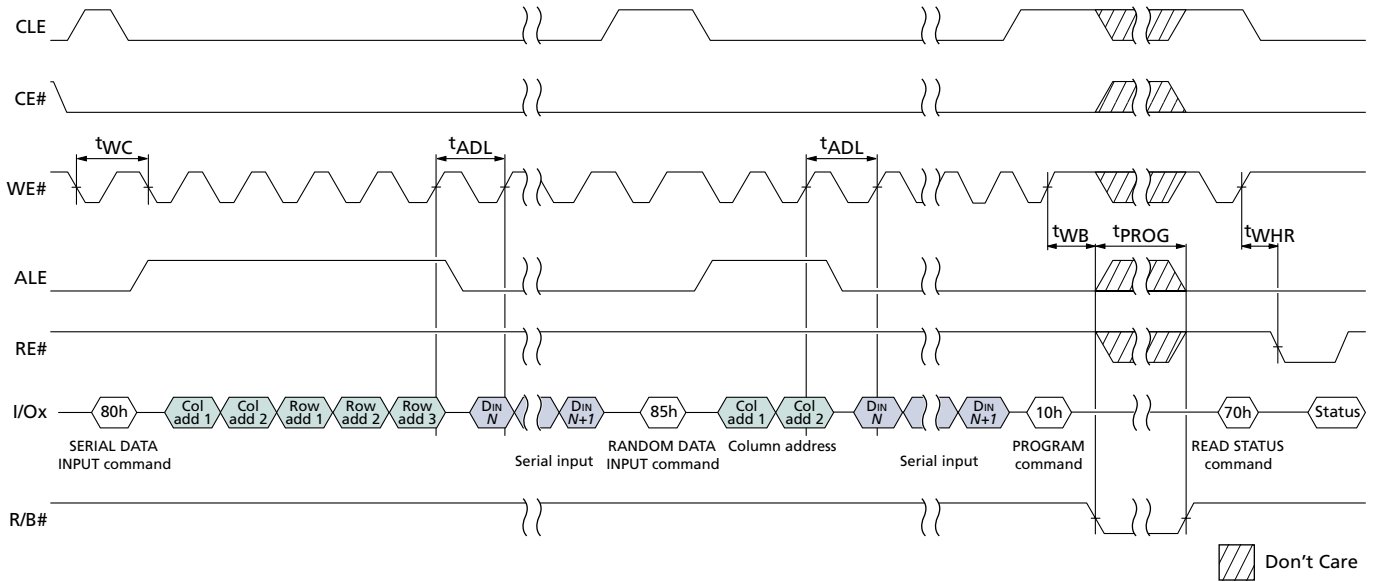 CLE
CE#
tWC
tADL
tADL
WE#
tWB
tPROG
tWHR
ALE
RE#
I/Ox
80h
Col add 1
Col add 2
Row add 1
Row add 2
Row add 3
DIN N
DIN N+1
85h
Col add 1
Col add 2
DIN N
DIN N+1
10h
70h
Status
SERIAL DATA
INPUT command
Serial input
RANDOM DATA
INPUT command
Column address
Serial input
PROGRAM
command
READ STATUS
command
R/B#
Don't Care